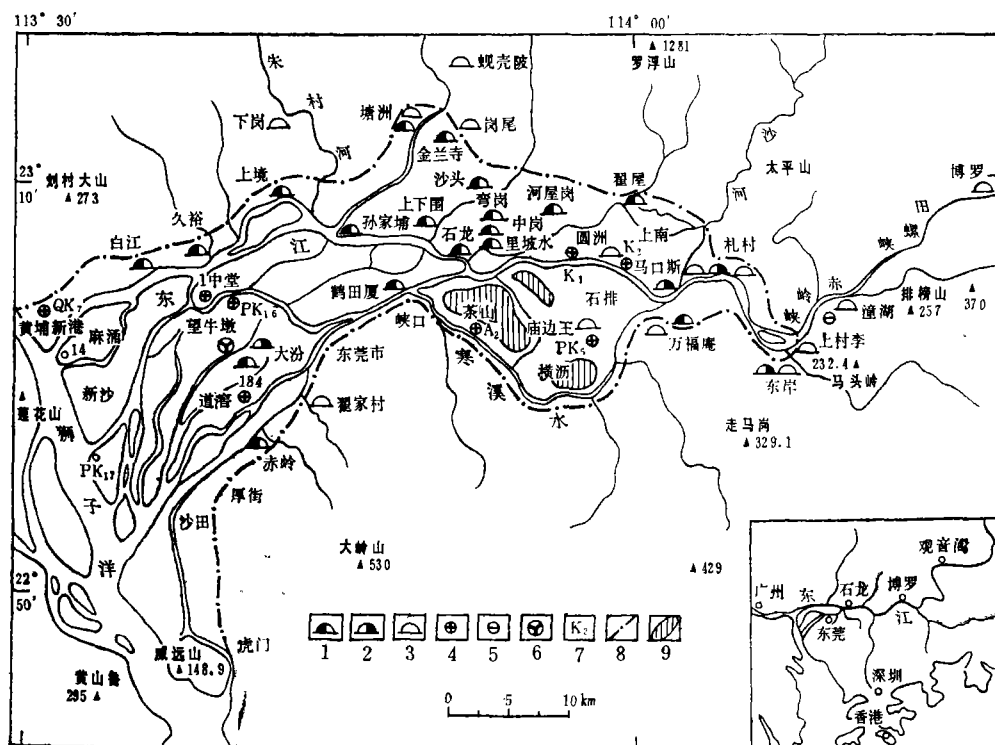 113° 30′
114° 00′
▲1281
罗浮山
蚬壳陂
朱
村
河
塘洲
下岗
岗尾
金兰寺
沙
河
太平山
博罗
23°
10′
刘村大山
▲273
上境
沙头
河屋岗
翟屋
弯岗
上下围
中岗
久裕
孙家埔
石龙
里坡水
圆洲
K₂
上南
札村
田
螺
峡
白江
江
K₁
马口斯
赤
岭
峡
排榜山
▲257
▲370
QK₇
黄埔新港
东
1中堂
PK₁₆
鹤田厦
石排
潼湖
麻涌
望牛墩
峡口
茶山
A₂
庙边王
PK₅
万福庵
上村李
14
大汾
东莞市
寒
溪
水
横沥
232.4▲
马头岭
东岸
新沙
184
道滘
莲花山
翟家村
走马岗
▲329.1
狮
子
洋
PK₁₇
赤岭
厚街
沙田
大岭山
▲530
▲429
22°
50′
威远山
▲148.9
虎门
黄山鲁
295▲
K₂
1 2 3 4 5 6 7 8 9
0 5 10 km
观音阁
广州
东
石龙
博罗
江
东莞
深圳
香港